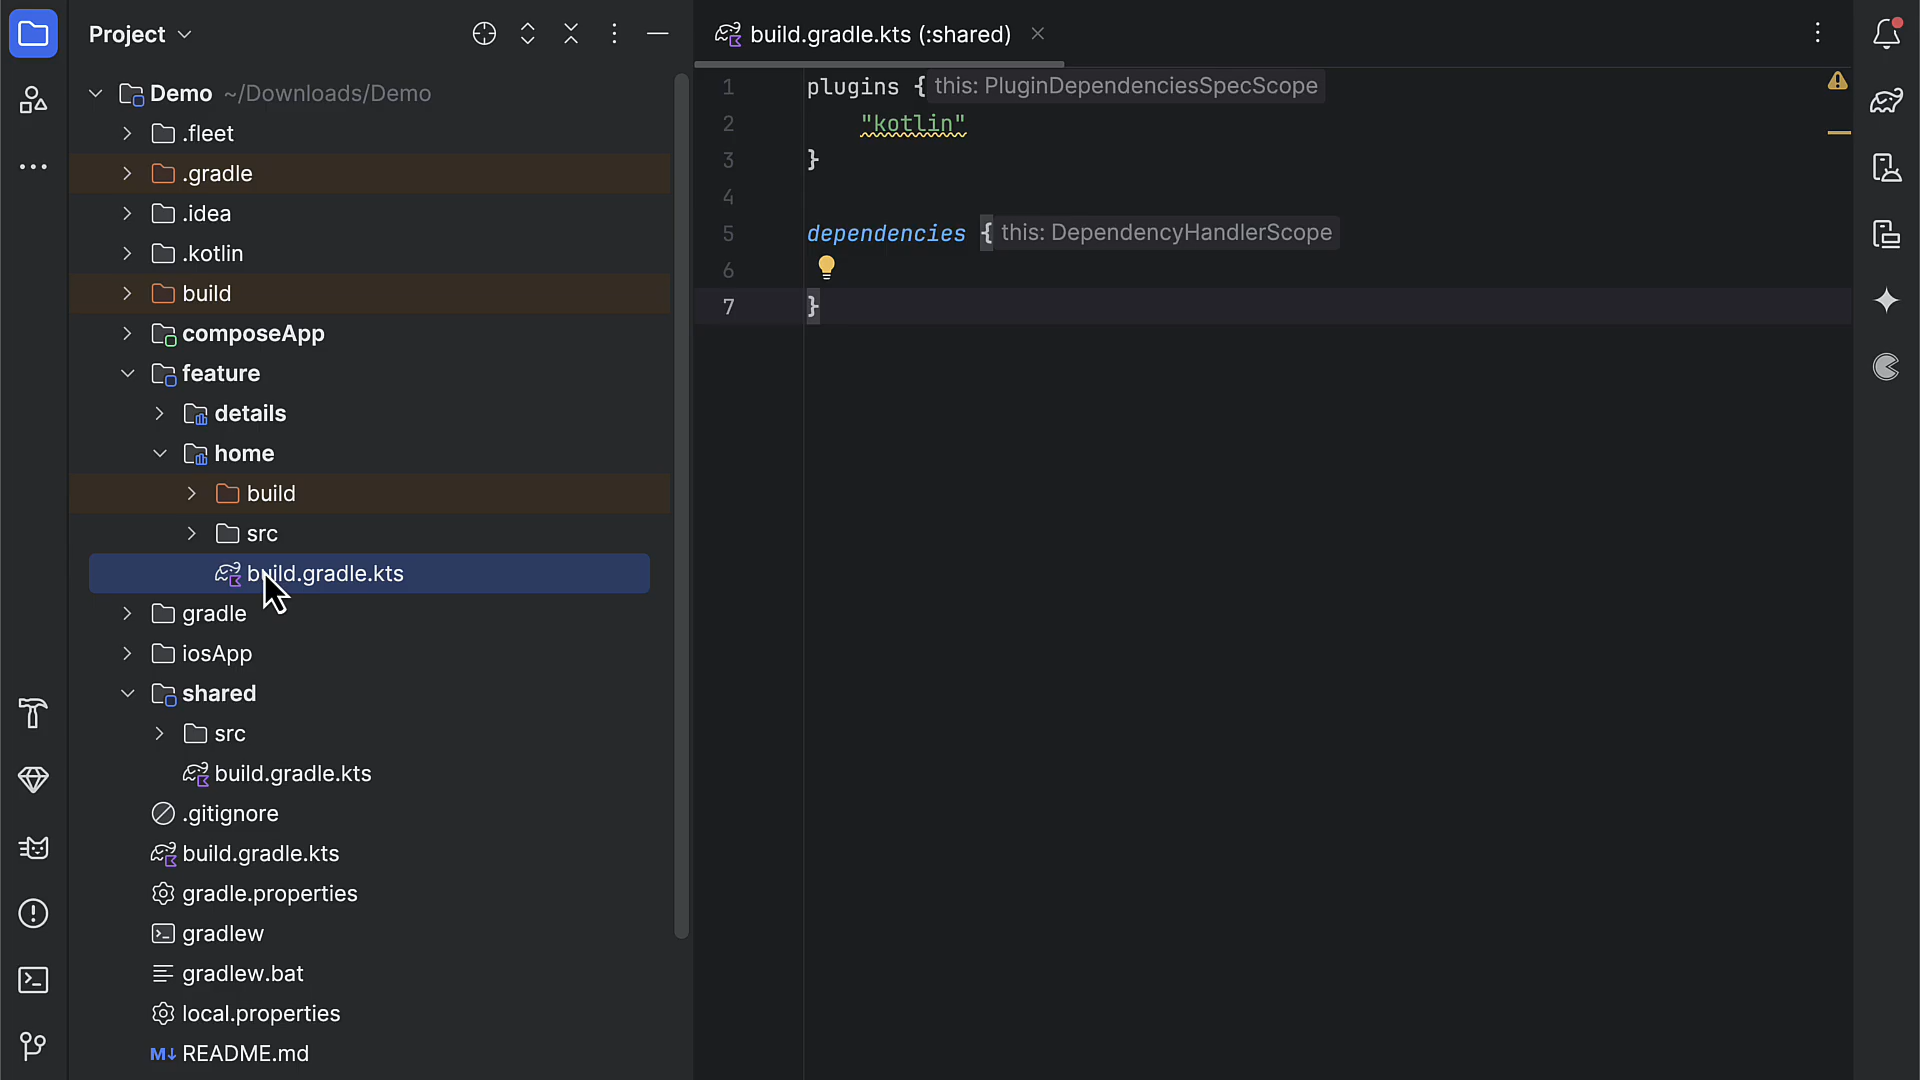 Project
Demo ~/Downloads/Demo
.fleet
.gradle
.idea
.kotlin
build
composeApp
feature
details
home
build
src
build.gradle.kts
gradle
iosApp
shared
src
build.gradle.kts
.gitignore
build.gradle.kts
gradle.properties
gradlew
gradlew.bat
local.properties
M↓ README.md
build.gradle.kts (:shared)
1 plugins { this: PluginDependenciesSpecScope
2 "kotlin"
3 }
4
5 dependencies { this: DependencyHandlerScope
6
7 }